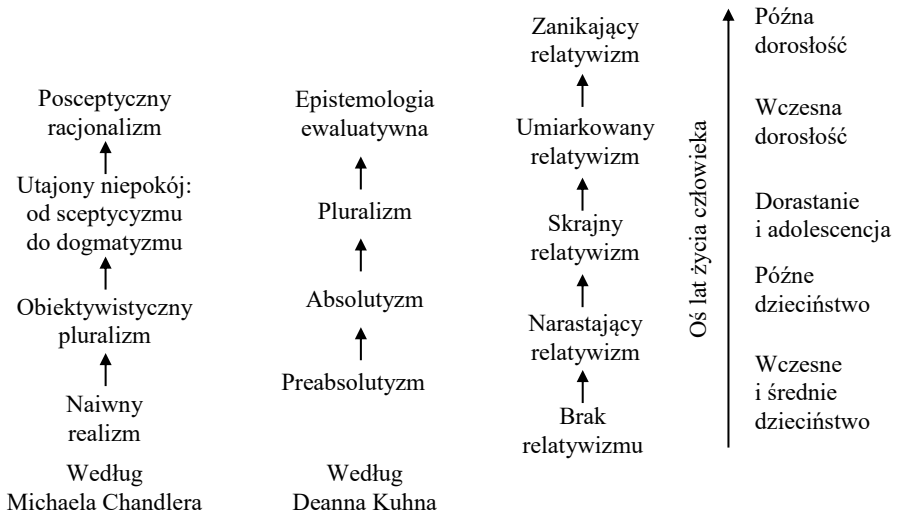 Posceptyczny
racjonalizm
Utajony niepokój:
od sceptycyzmu
do dogmatyzmu
Obiektywistyczny
pluralizm
Naiwny
realizm
Według
Michaela Chandlera
Epistemologia
ewaluatywna
Pluralizm
Absolutyzm
Preabsolutyzm
Według
Deanna Kuhna
Zanikający
relatywizm
Umiarkowany
relatywizm
Skrajny
relatywizm
Narastający
relatywizm
Brak
relatywizmu
Oś lat życia człowieka
Późna
dorosłość
Wczesna
dorosłość
Dorastanie
i adolescencja
Późne
dzieciństwo
Wczesne
i średnie
dzieciństwo